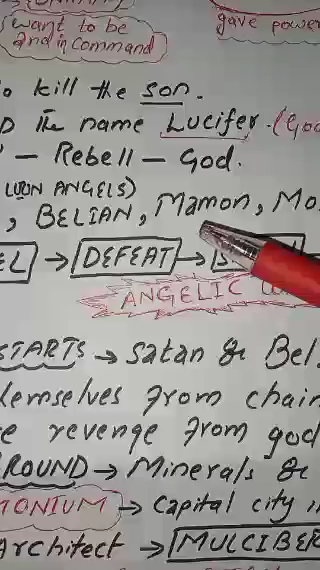 want to be gave power
and in command
kill the son.
the name Lucifer. (God
- Rebell - God.
ANGELS)
, BELIAN, Mamon, Mo
EL → DEFEAT → S
ANGELIC
STARTS → Satan & Bel.
emselves from chain
e revenge from god
ROUND → Minerals &
MONIUM → Capital city i
Architect → MULCIBER